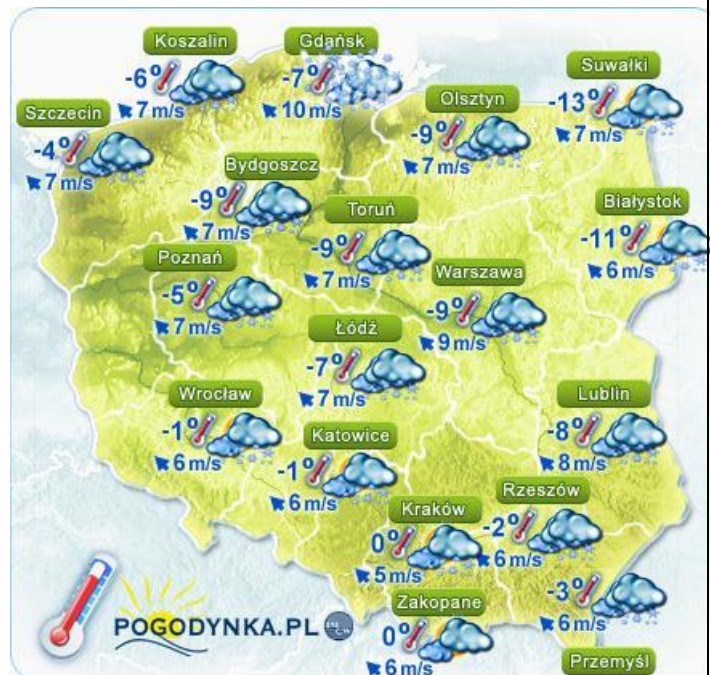 Koszalin
-6°
7 m/s
Gdańsk
-7°
10 m/s
Suwałki
-13°
7 m/s
Szczecin
-4°
7 m/s
Olsztyn
-9°
7 m/s
Bydgoszcz
-9°
7 m/s
Toruń
-9°
7 m/s
Białystok
-11°
6 m/s
Poznań
-5°
7 m/s
Warszawa
-9°
9 m/s
Łódź
-7°
7 m/s
Wrocław
-1°
6 m/s
Katowice
-1°
6 m/s
Lublin
-8°
8 m/s
Kraków
0°
5 m/s
Rzeszów
-2°
6 m/s
Zakopane
0°
6 m/s
-3°
6 m/s
Przemyśl
POGODYNKA.PL